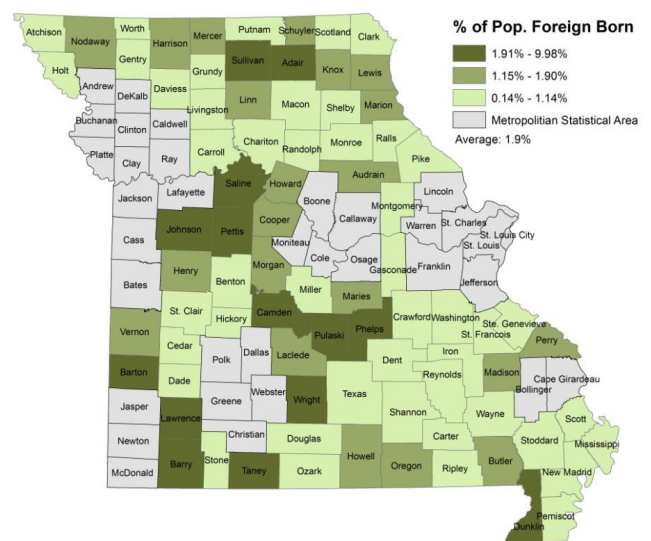 % of Pop. Foreign Born
1.91% - 9.98%
1.15% - 1.90%
0.14% - 1.14%
Metropolitan Statistical Area
Average: 1.9%
Atchison
Nodaway
Worth
Harrison
Mercer
Putnam
Schuyler
Scotland
Clark
Holt
Gentry
Sullivan
Adair
Knox
Lewis
Andrew
DeKalb
Daviess
Grundy
Linn
Macon
Shelby
Marion
Buchanan
Clinton
Caldwell
Livingston
Chariton
Randolph
Monroe
Ralls
Platte
Clay
Ray
Carroll
Pike
Jackson
Lafayette
Saline
Howard
Boone
Audrain
Callaway
Montgomery
Lincoln
Warren
St. Charles
St. Louis City
St. Louis
Cass
Johnson
Pettis
Cooper
Moniteau
Cole
Osage
Gasconade
Franklin
Jefferson
Bates
Henry
Benton
Morgan
Miller
Maries
St. Clair
Hickory
Camden
Pulaski
Phelps
Crawford
Washington
Ste. Genevieve
St. Francois
Vernon
Cedar
Polk
Dallas
Laclede
Dent
Iron
Reynolds
Madison
Perry
Bollinger
Cape Girardeau
Barton
Dade
Greene
Webster
Wright
Texas
Shannon
Wayne
Jasper
Lawrence
Christian
Douglas
Carter
Stoddard
Scott
Mississippi
Newton
McDonald
Barry
Stone
Taney
Ozark
Howell
Oregon
Ripley
Butler
New Madrid
Pemiscot
Dunklin